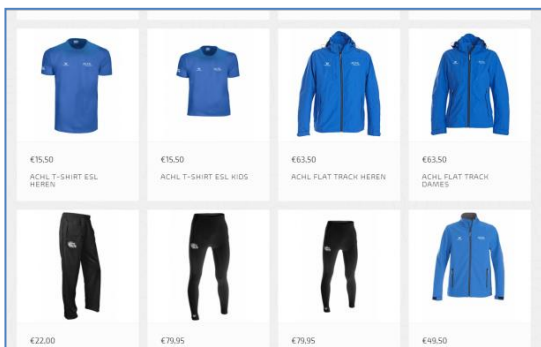 €15,50
€15,50
€63,50
€63,50
ACHL T-SHIRT ESL
HEREN
ACHL T-SHIRT ESL KIDS
ACHL FLAT TRACK HEREN
ACHL FLAT TRACK
DAMES
€22,00
€79,95
€79,95
€49,50